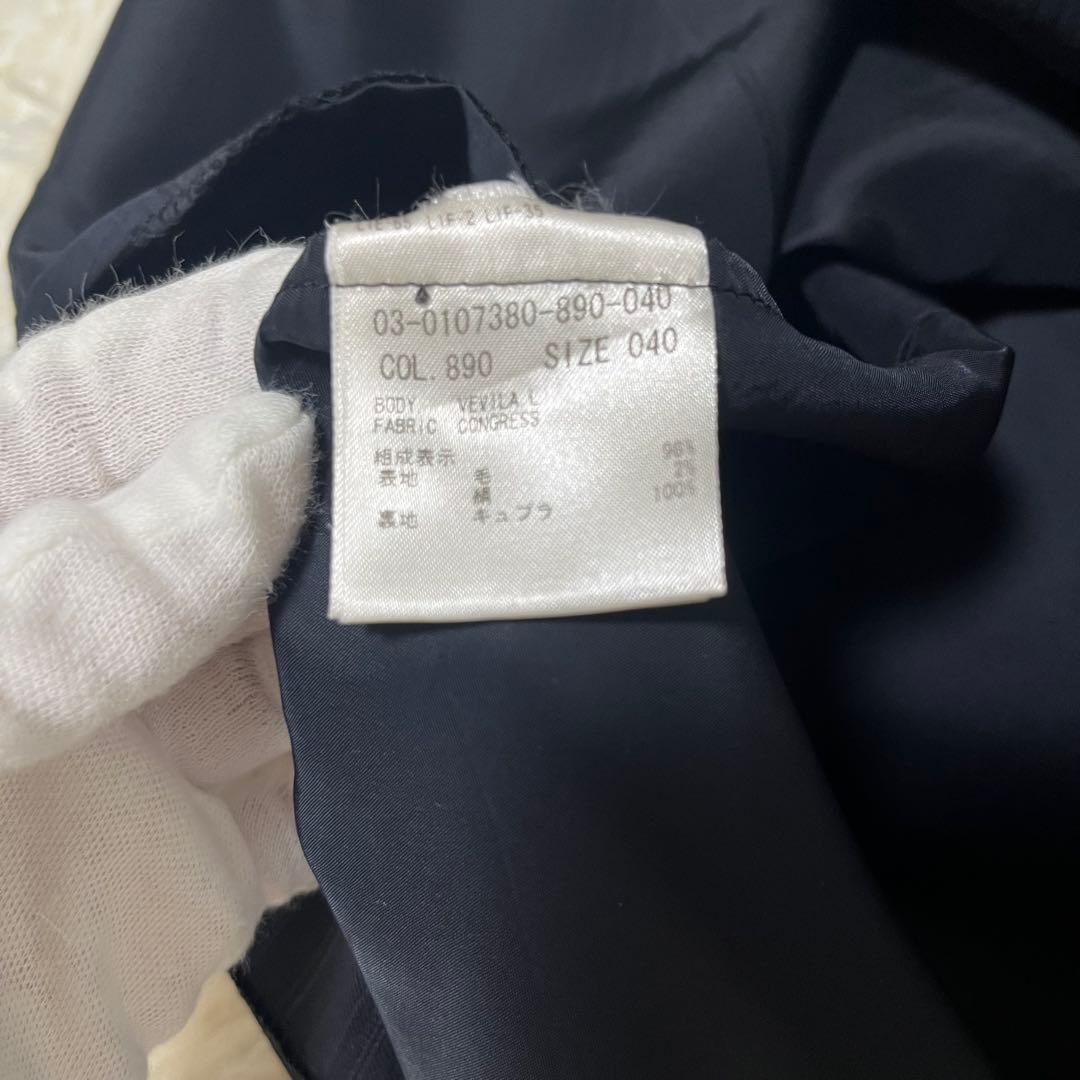 03-0107380-890-040
COL. 890 SIZE 040
BODY VEVILA L
FABRIC CONGRESS
組成表示
表地 毛 98%
2%
裏地 キュプラ 100%